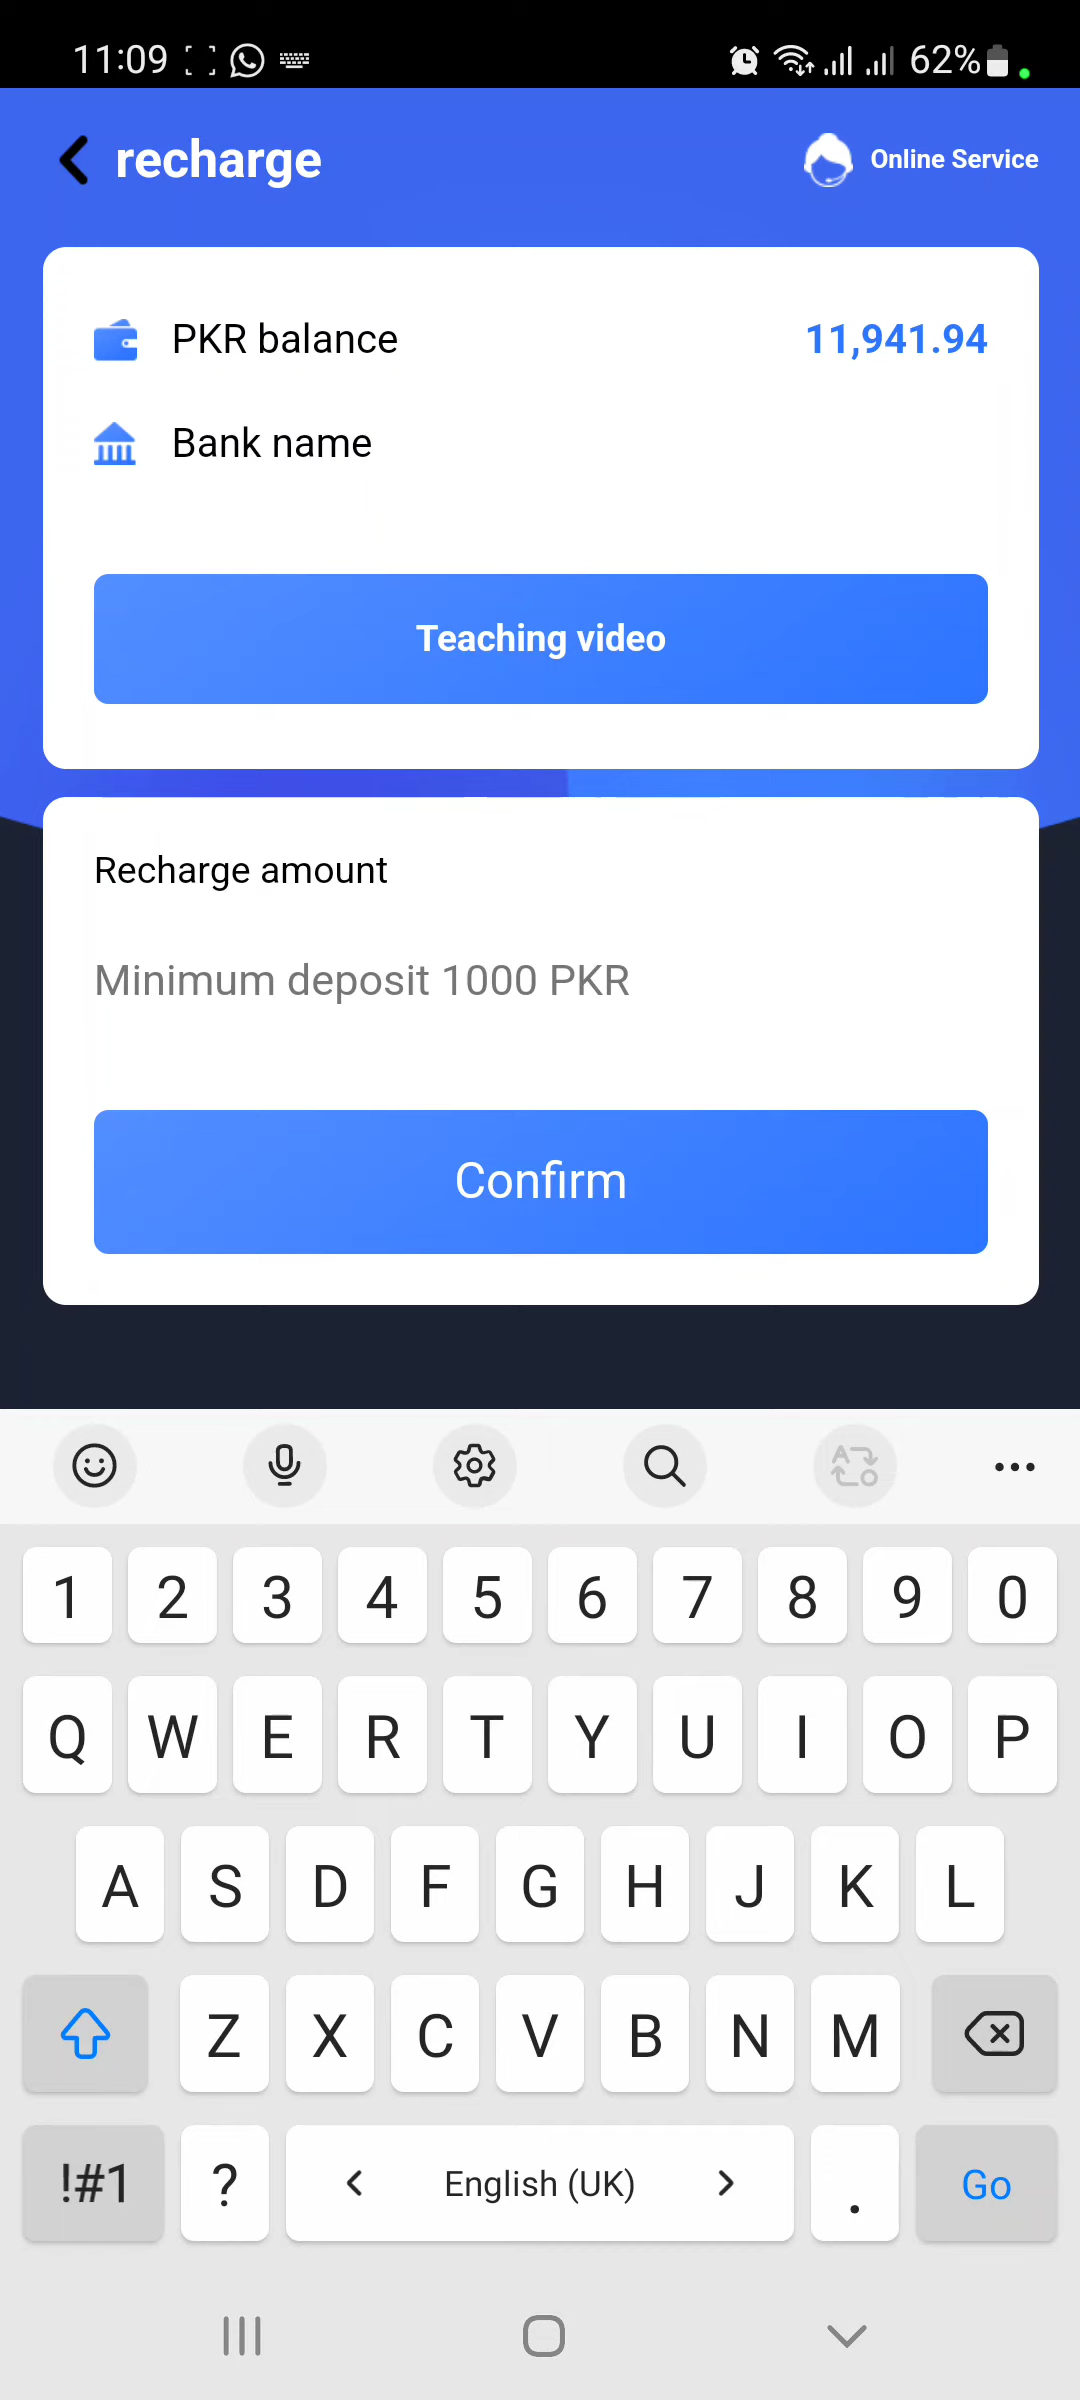 11:09 62%
recharge Online Service
PKR balance 11,941.94
Bank name
Teaching video
Recharge amount
Minimum deposit 1000 PKR
Confirm
1 2 3 4 5 6 7 8 9 0
Q W E R T Y U I O P
A S D F G H J K L
Z X C V B N M
!#1 ? < English (UK) > . Go